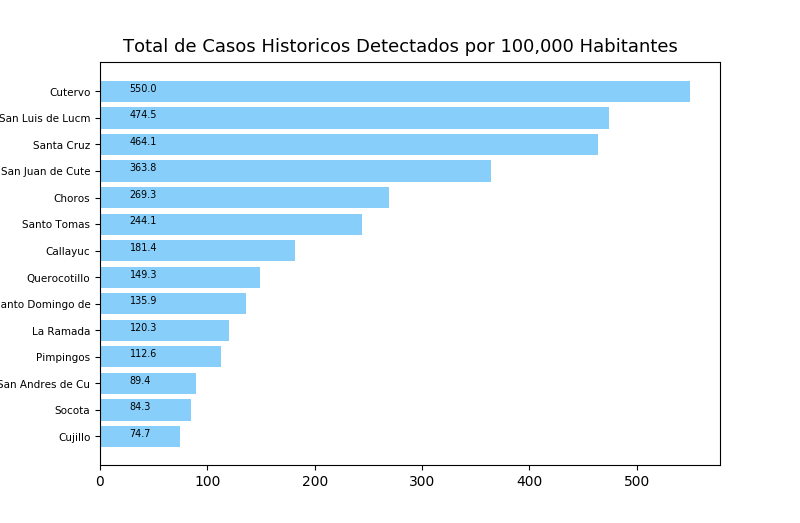 Total de Casos Historicos Detectados por 100,000 Habitantes
Cutervo 550.0
San Luis de Lucm 474.5
Santa Cruz 464.1
San Juan de Cute 363.8
Choros 269.3
Santo Tomas 244.1
Callayuc 181.4
Querocotillo 149.3
anto Domingo de 135.9
La Ramada 120.3
Pimpingos 112.6
San Andres de Cu 89.4
Socota 84.3
Cujillo 74.7
0 100 200 300 400 500